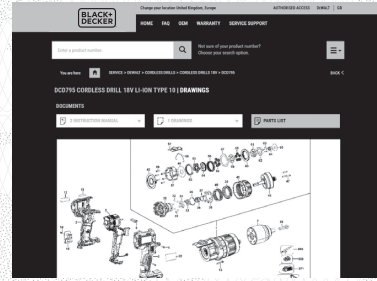 BLACK+
DECKER
Change your location United Kingdom, Europe
AUTHORISED ACCESS DEWALT | GB
HOME FAQ OEM WARRANTY SERVICE SUPPORT
Enter a product number
Not sure of your product number?
Choose your search option.
You are here
SERVICE > DEWALT > CORDLESS DRILLS > CORDLESS DRILLS 18V > DCD795
BACK <
DCD795 CORDLESS DRILL 18V LI-ION TYPE 10 | DRAWINGS
DOCUMENTS
2 INSTRUCTION MANUAL
1 DRAWINGS
PARTS LIST